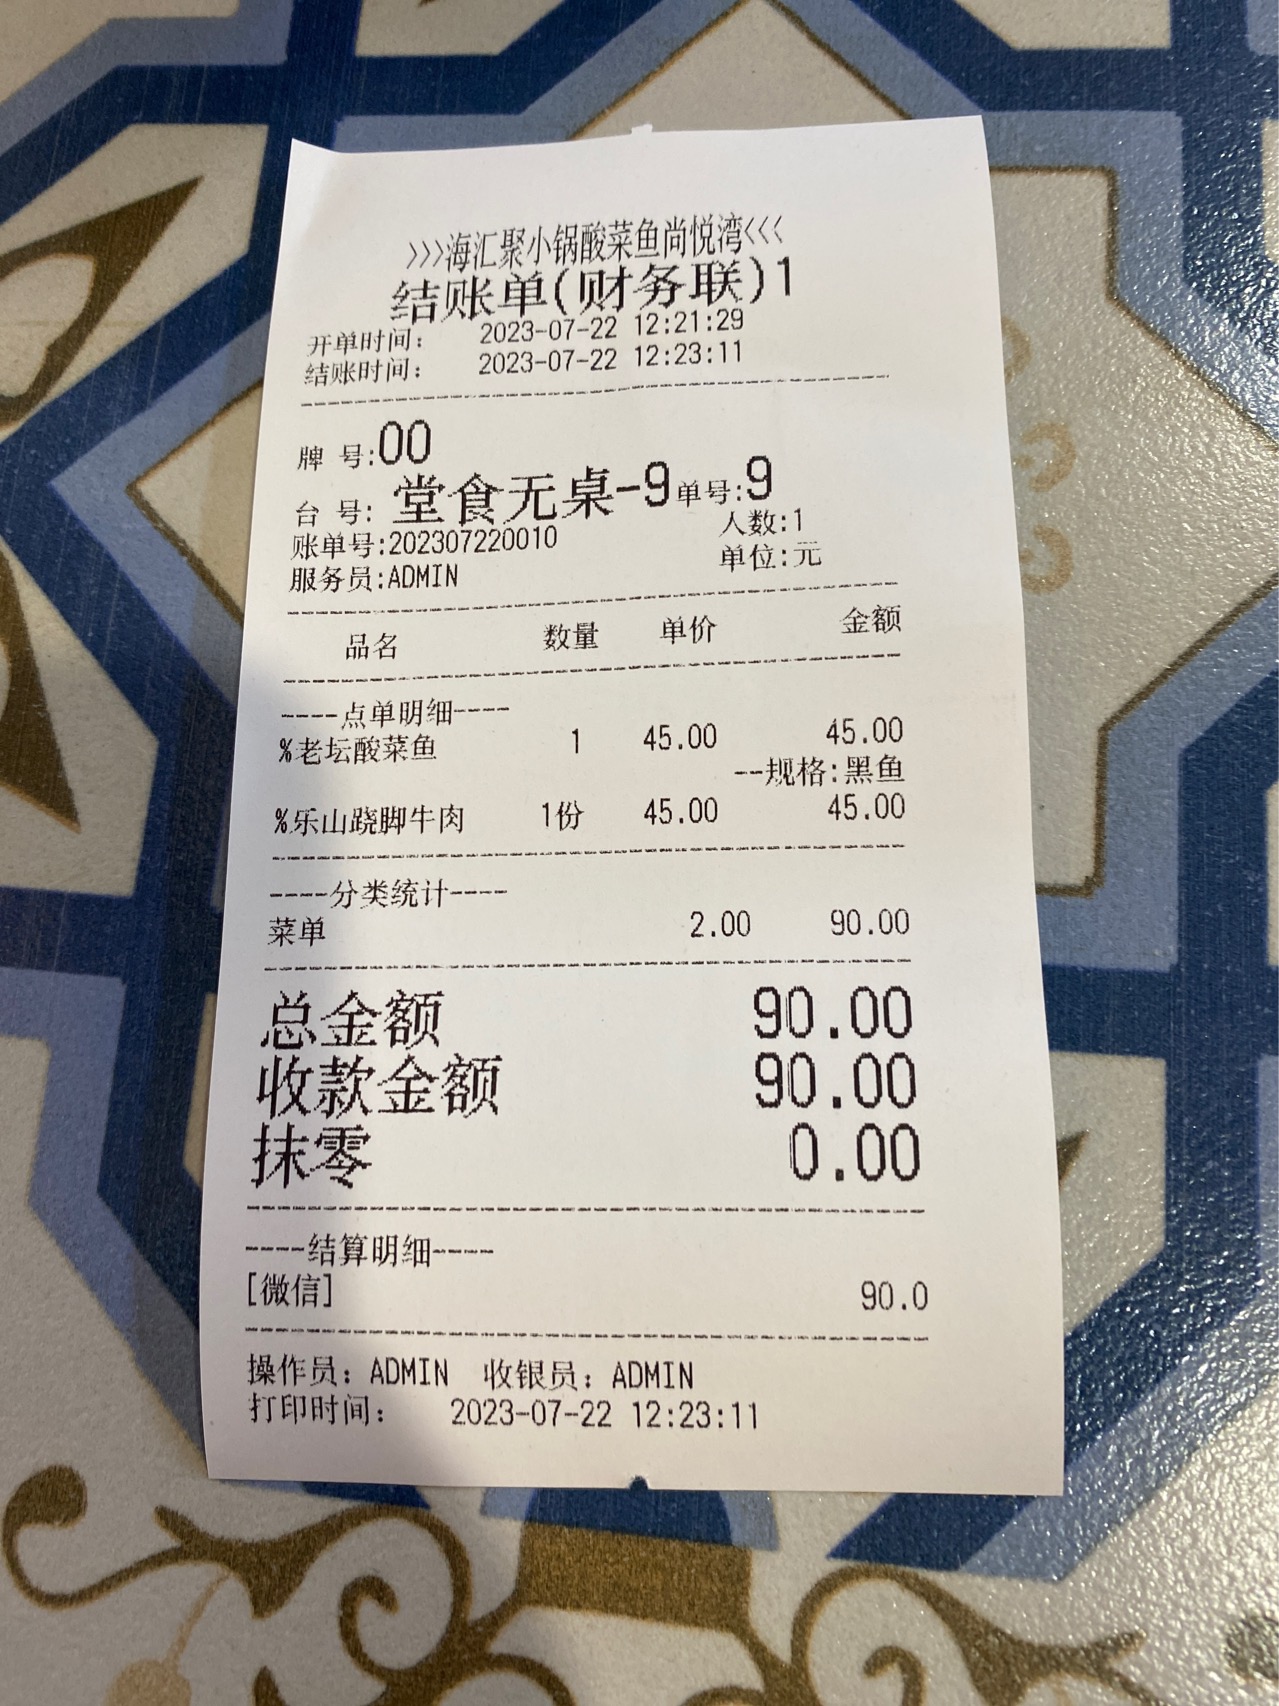 >>>海汇聚小锅酸菜鱼尚悦湾<<<
结账单(财务联)1
开单时间： 2023-07-22 12:21:29
结账时间： 2023-07-22 12:23:11
牌 号:00
台 号: 堂食无桌-9 单号:9
账单号:202307220010 人数:1
服务员:ADMIN 单位:元
品名 数量 单价 金额
----点单明细----
%老坛酸菜鱼 1 45.00 45.00
--规格:黑鱼
%乐山跷脚牛肉 1份 45.00 45.00
----分类统计----
菜单 2.00 90.00
总金额 90.00
收款金额 90.00
抹零 0.00
----结算明细----
[微信] 90.0
操作员：ADMIN 收银员：ADMIN
打印时间： 2023-07-22 12:23:11